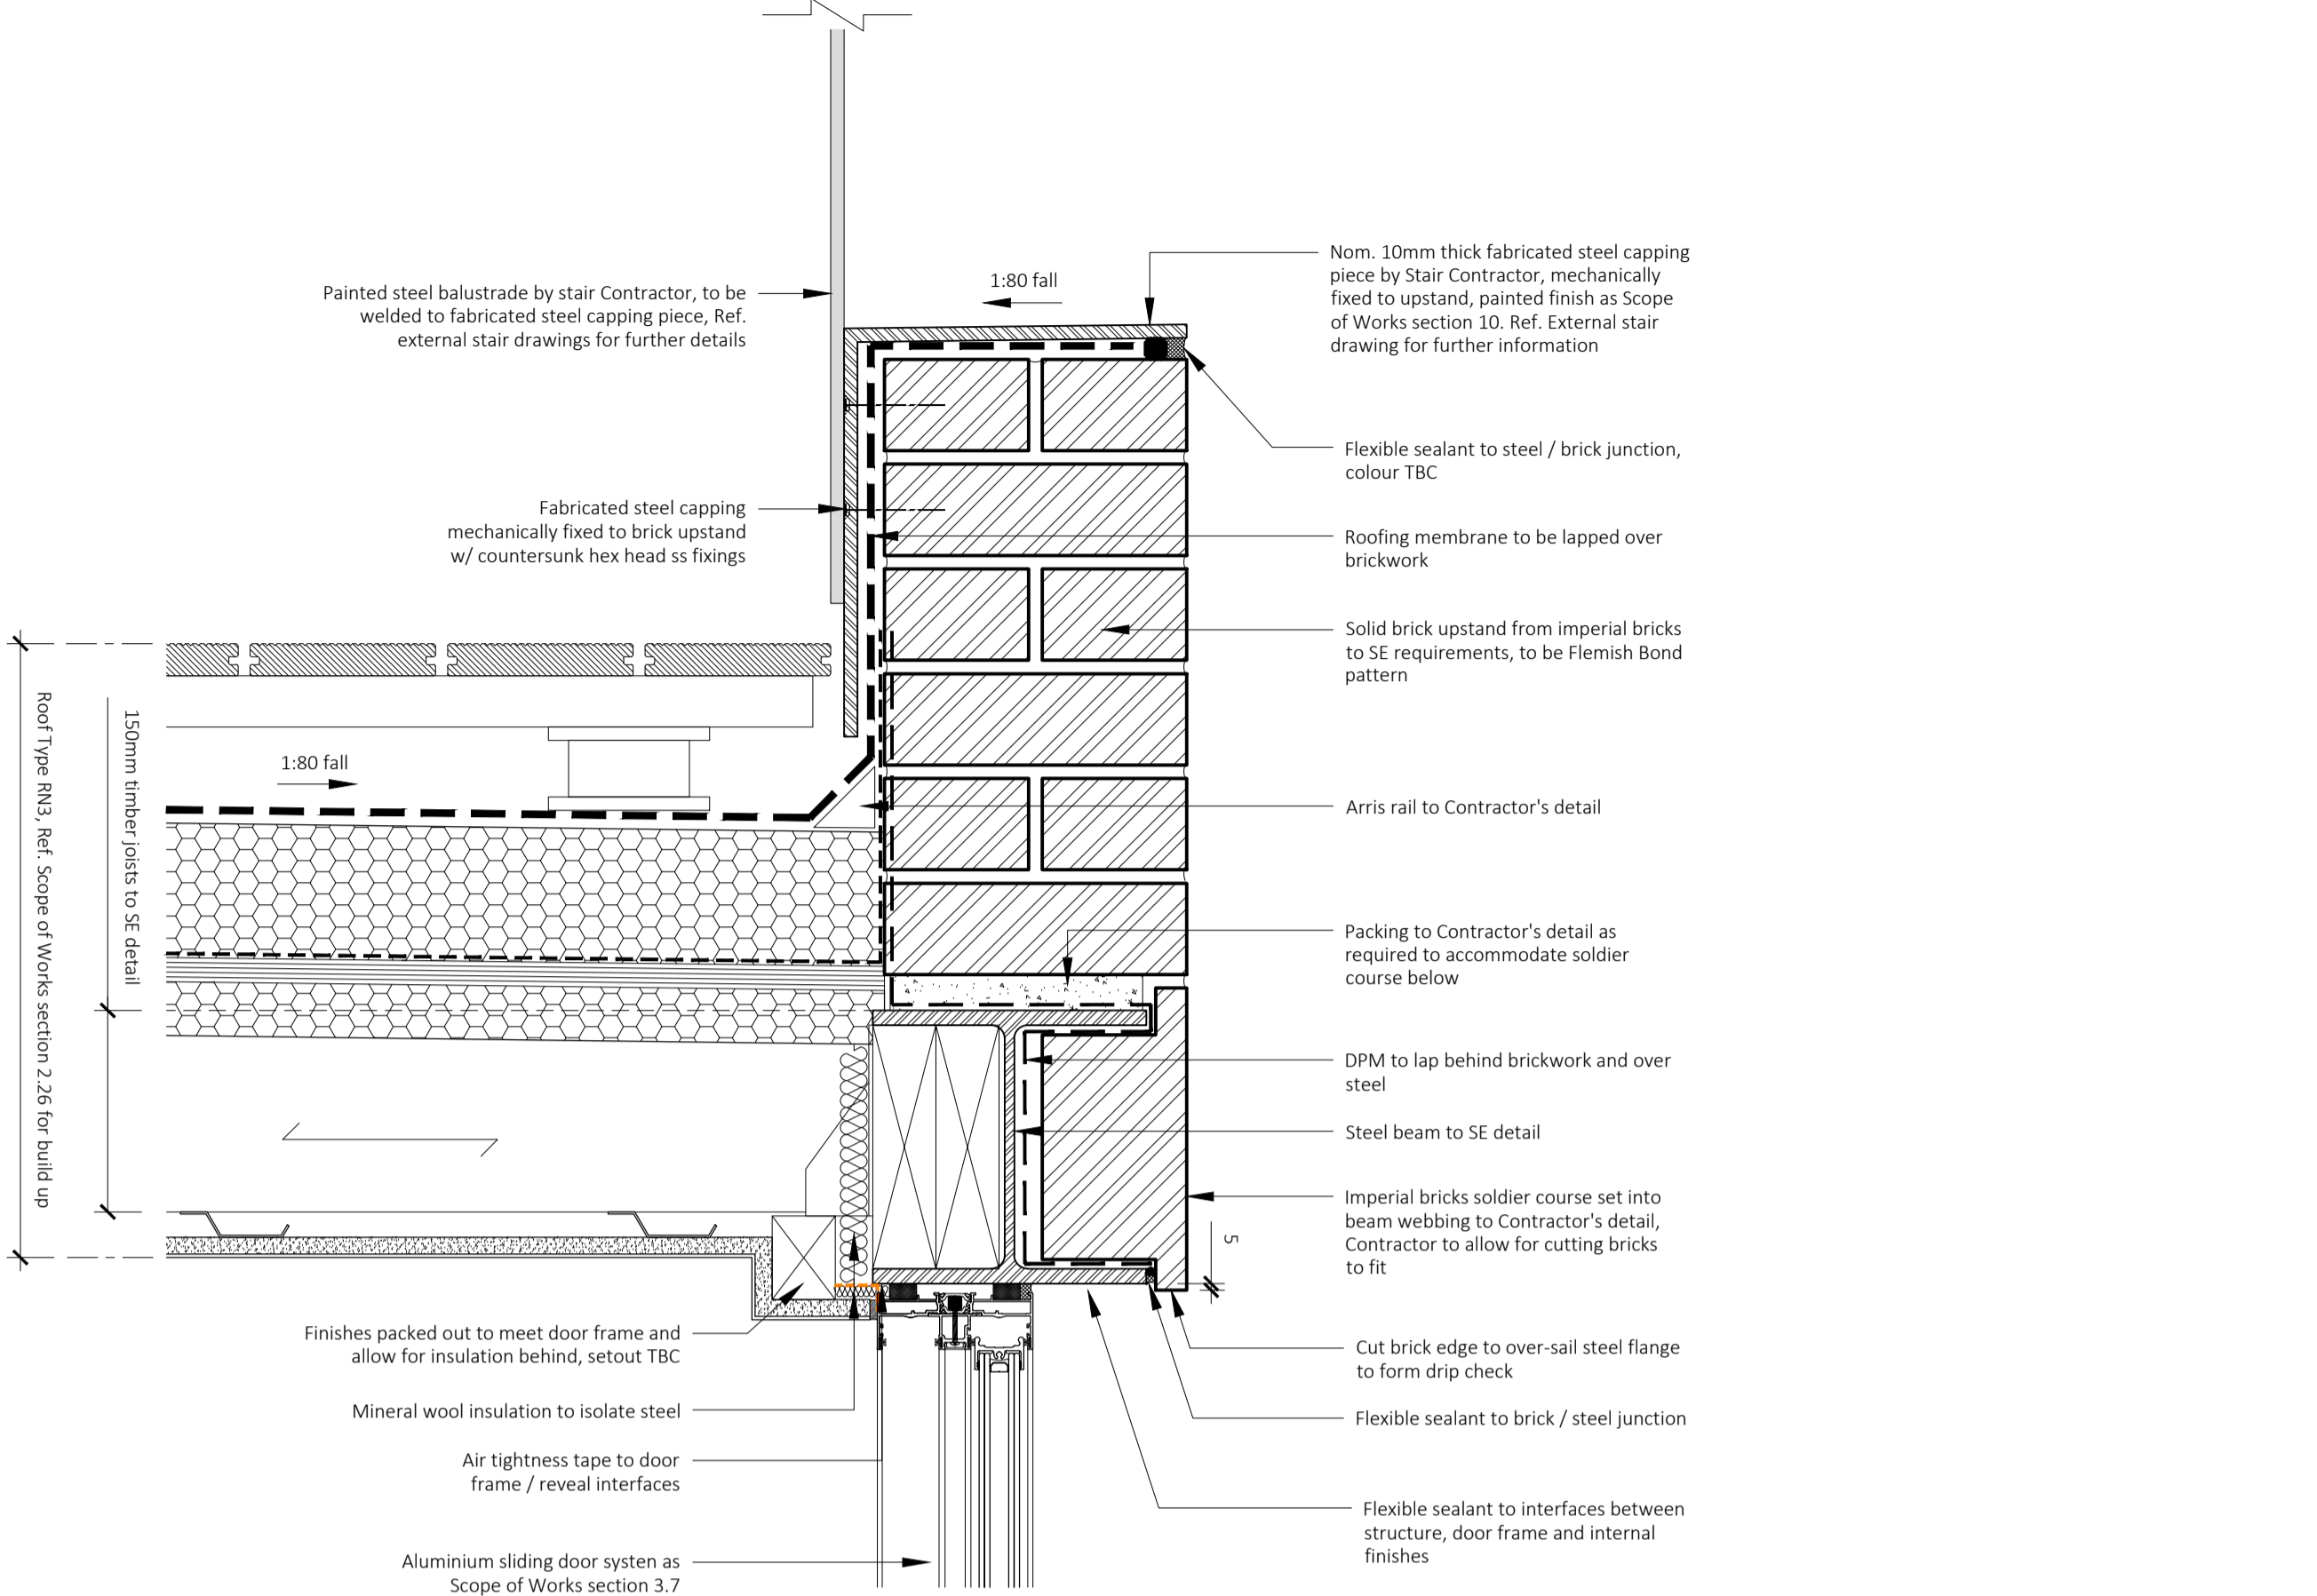 1:80 fall
Painted steel balustrade by stair Contractor, to be
welded to fabricated steel capping piece, Ref.
external stair drawings for further details
Nom. 10mm thick fabricated steel capping
piece by Stair Contractor, mechanically
fixed to upstand, painted finish as Scope
of Works section 10. Ref. External stair
drawing for further information
Flexible sealant to steel / brick junction,
colour TBC
Fabricated steel capping
mechanically fixed to brick upstand
w/ countersunk hex head ss fixings
Roofing membrane to be lapped over
brickwork
Solid brick upstand from imperial bricks
to SE requirements, to be Flemish Bond
pattern
Roof Type RN3, Ref. Scope of Works section 2.26 for build up
150mm timber joists to SE detail
1:80 fall
Arris rail to Contractor's detail
Packing to Contractor's detail as
required to accommodate soldier
course below
DPM to lap behind brickwork and over
steel
Steel beam to SE detail
Imperial bricks soldier course set into
beam webbing to Contractor's detail,
Contractor to allow for cutting bricks
to fit
5
Finishes packed out to meet door frame and
allow for insulation behind, setout TBC
Cut brick edge to over-sail steel flange
to form drip check
Mineral wool insulation to isolate steel
Flexible sealant to brick / steel junction
Air tightness tape to door
frame / reveal interfaces
Flexible sealant to interfaces between
structure, door frame and internal
finishes
Aluminium sliding door systen as
Scope of Works section 3.7